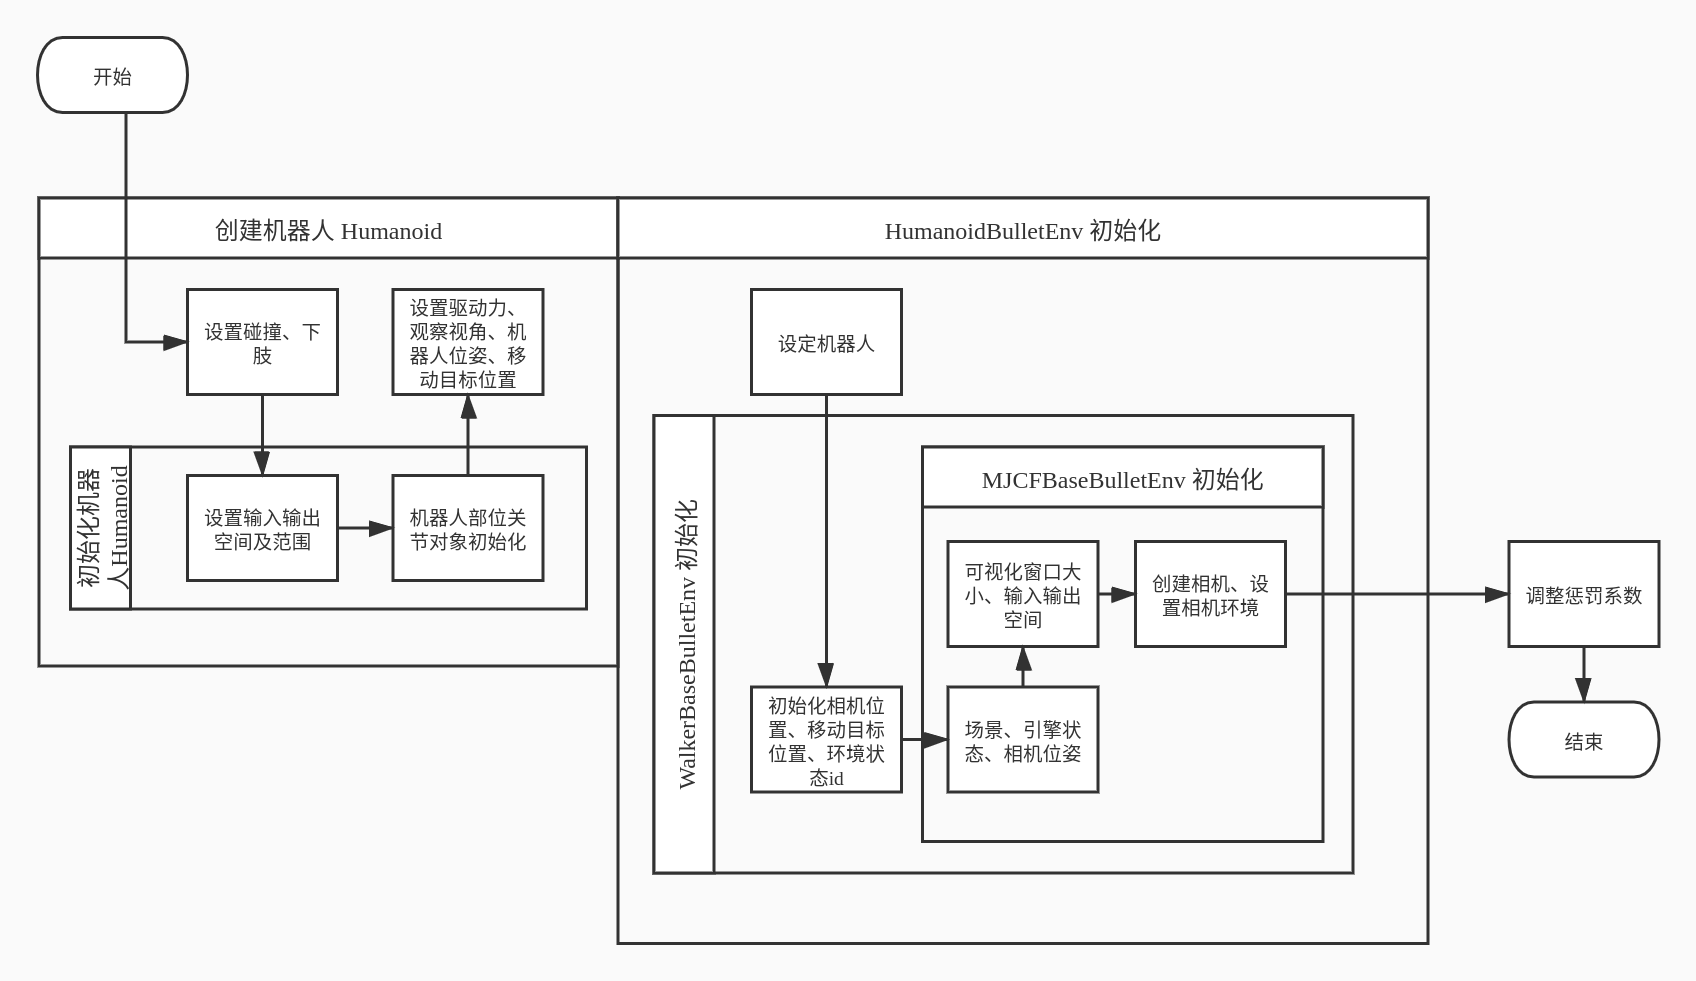 开始
创建机器人 Humanoid
HumanoidBulletEnv 初始化
设置碰撞、下
肢
设置驱动力、
观察视角、机
器人位姿、移
动目标位置
设定机器人
初始化机器
人Humanoid
设置输入输出
空间及范围
机器人部位关
节对象初始化
WalkerBaseBulletEnv 初始化
MJCFBaseBulletEnv 初始化
可视化窗口大
小、输入输出
空间
创建相机、设
置相机环境
调整惩罚系数
初始化相机位
置、移动目标
位置、环境状
态id
场景、引擎状
态、相机位姿
结束